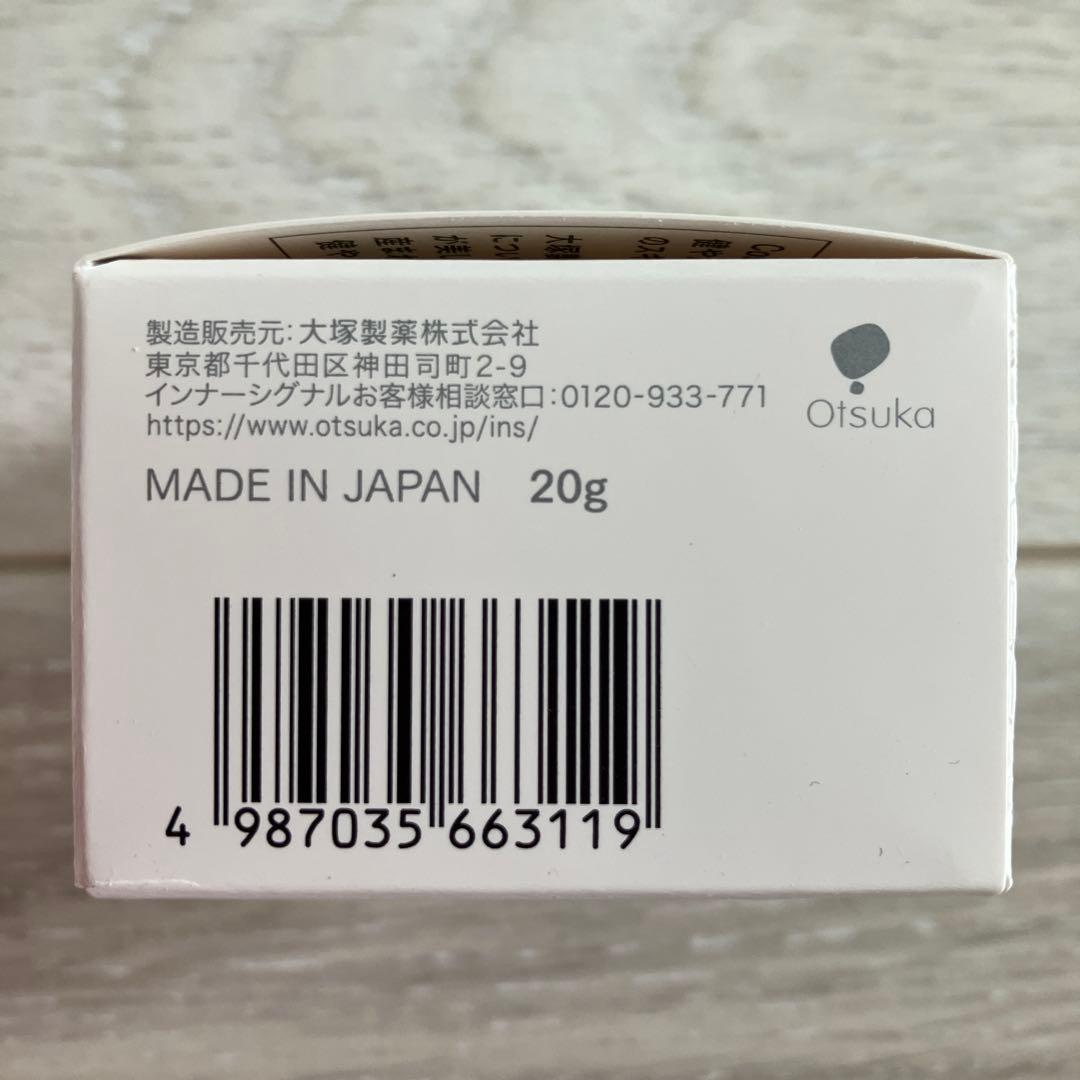 製造販売元:大塚製薬株式会社
東京都千代田区神田司町2-9
インナーシグナルお客様相談窓口:0120-933-771
https://www.otsuka.co.jp/ins/
Otsuka
MADE IN JAPAN 20g
4 987035 663119